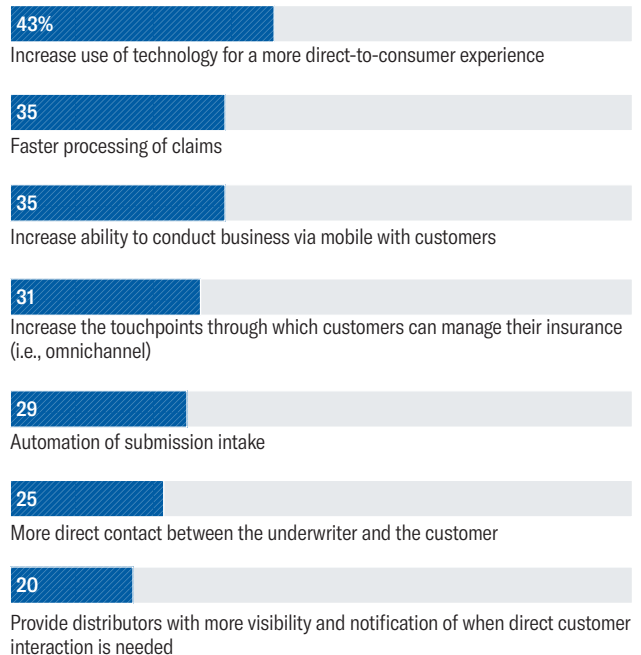 43%
Increase use of technology for a more direct-to-consumer experience
35
Faster processing of claims
35
Increase ability to conduct business via mobile with customers
31
Increase the touchpoints through which customers can manage their insurance
(i.e., omnichannel)
29
Automation of submission intake
25
More direct contact between the underwriter and the customer
20
Provide distributors with more visibility and notification of when direct customer
interaction is needed